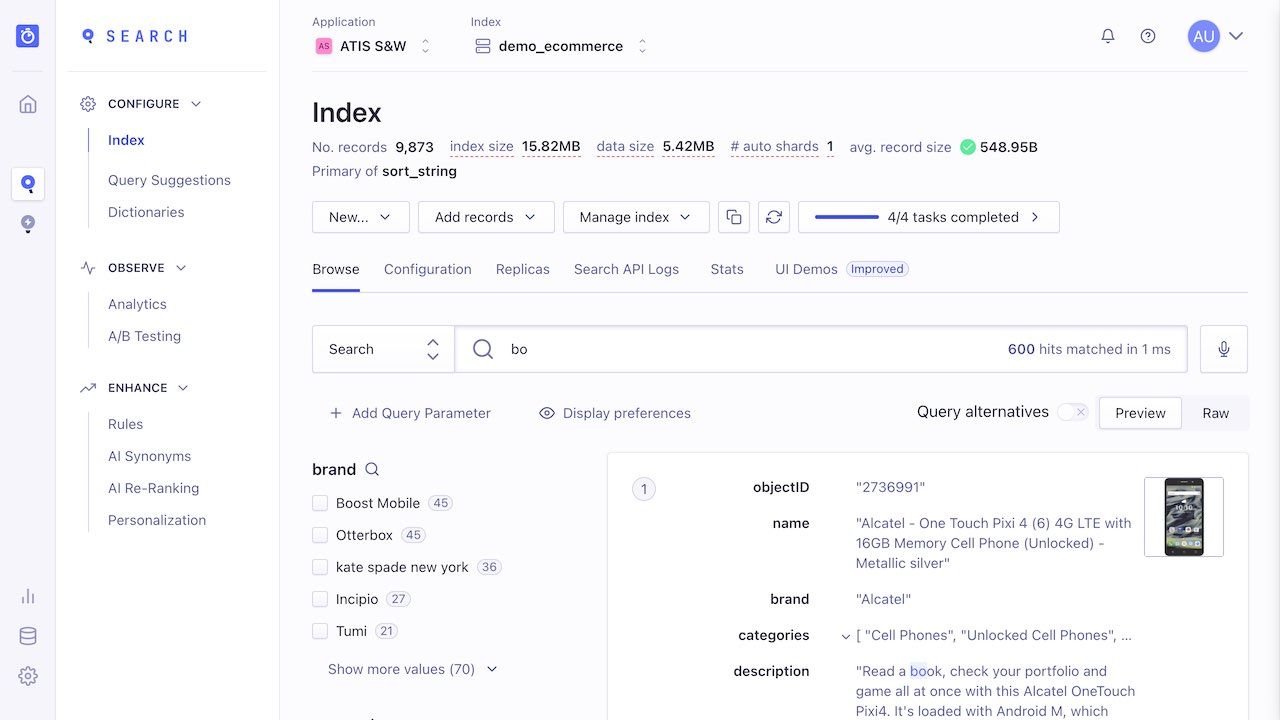 SEARCH
CONFIGURE
Index
Query Suggestions
Dictionaries
OBSERVE
Analytics
A/B Testing
ENHANCE
Rules
AI Synonyms
AI Re-Ranking
Personalization
Application
Index
AS ATIS S&W
demo_ecommerce
AU
Index
No. records 9,873 index size 15.82MB data size 5.42MB # auto shards 1 avg. record size 548.95B
Primary of sort_string
New... Add records Manage index 4/4 tasks completed
Browse Configuration Replicas Search API Logs Stats UI Demos Improved
Search bo 600 hits matched in 1 ms
Add Query Parameter Display preferences Query alternatives Preview Raw
brand
Boost Mobile 45
Otterbox 45
kate spade new york 36
Incipio 27
Tumi 21
Show more values (70)
1
objectID "2736991"
name "Alcatel - One Touch Pixi 4 (6) 4G LTE with
16GB Memory Cell Phone (Unlocked) -
Metallic silver"
brand "Alcatel"
categories [ "Cell Phones", "Unlocked Cell Phones", ...
description "Read a book, check your portfolio and
game all at once with this Alcatel OneTouch
Pixi4. It's loaded with Android M, which